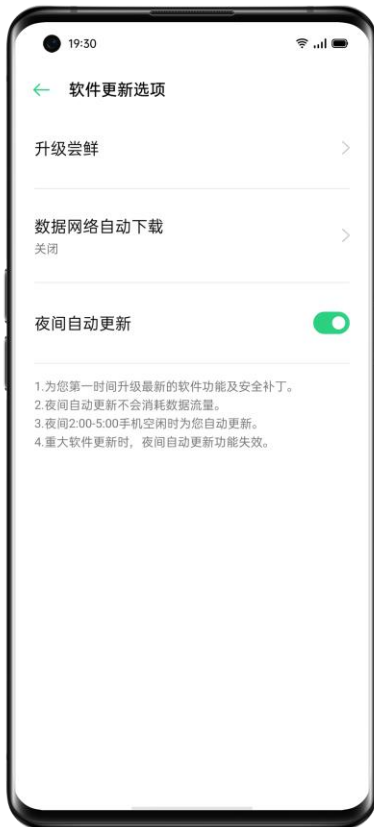 19:30
软件更新选项
升级尝鲜
数据网络自动下载
关闭
夜间自动更新
1.为您第一时间升级最新的软件功能及安全补丁。
2.夜间自动更新不会消耗数据流量。
3.夜间2:00-5:00手机空闲时为您自动更新。
4.重大软件更新时，夜间自动更新功能失效。